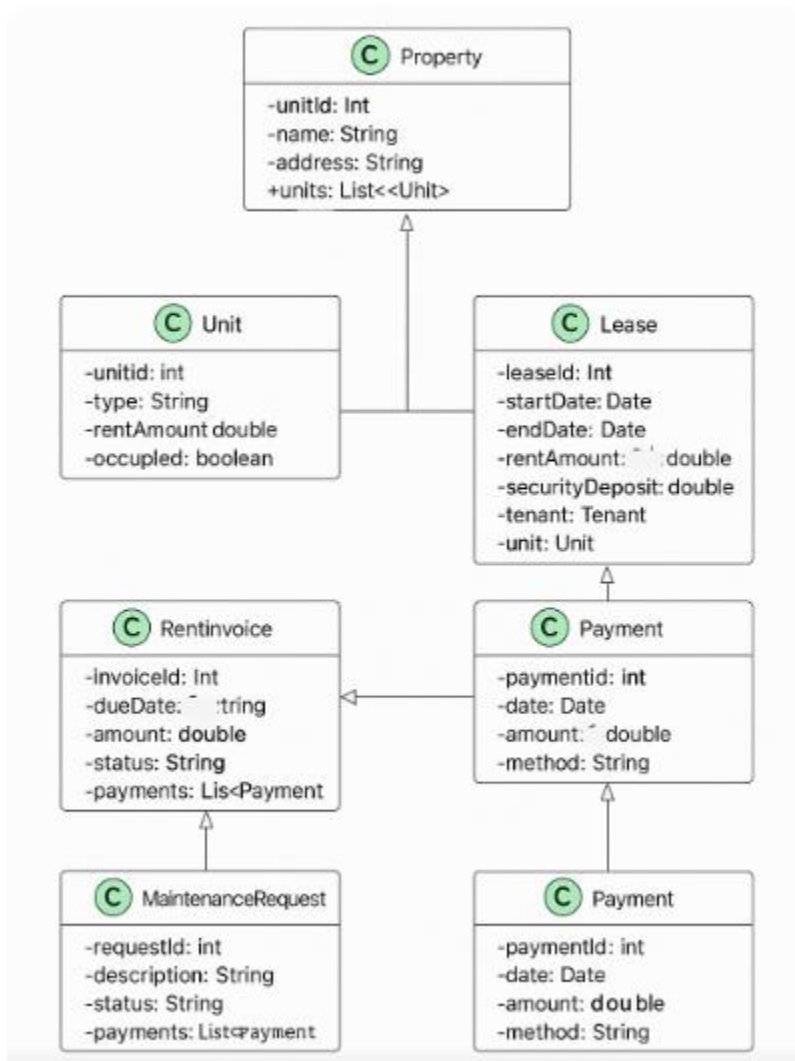 C Property
-unitId: Int
-name: String
-address: String
+units: List<<Uhit>
C Unit
-unitid: int
-type: String
-rentAmount double
-occupled: boolean
C Lease
-leaseId: Int
-startDate: Date
-endDate: Date
-rentAmount: double
-securityDeposit: double
-tenant: Tenant
-unit: Unit
C Rentinvoice
-invoiceId: Int
-dueDate: tring
-amount: double
-status: String
-payments: Lis<Payment
C Payment
-paymentid: int
-date: Date
-amount: double
-method: String
C MaintenanceRequest
-requestId: int
-description: String
-status: String
-payments:
C Payment
-paymentId: int
-date: Date
-amount: double
-method: String